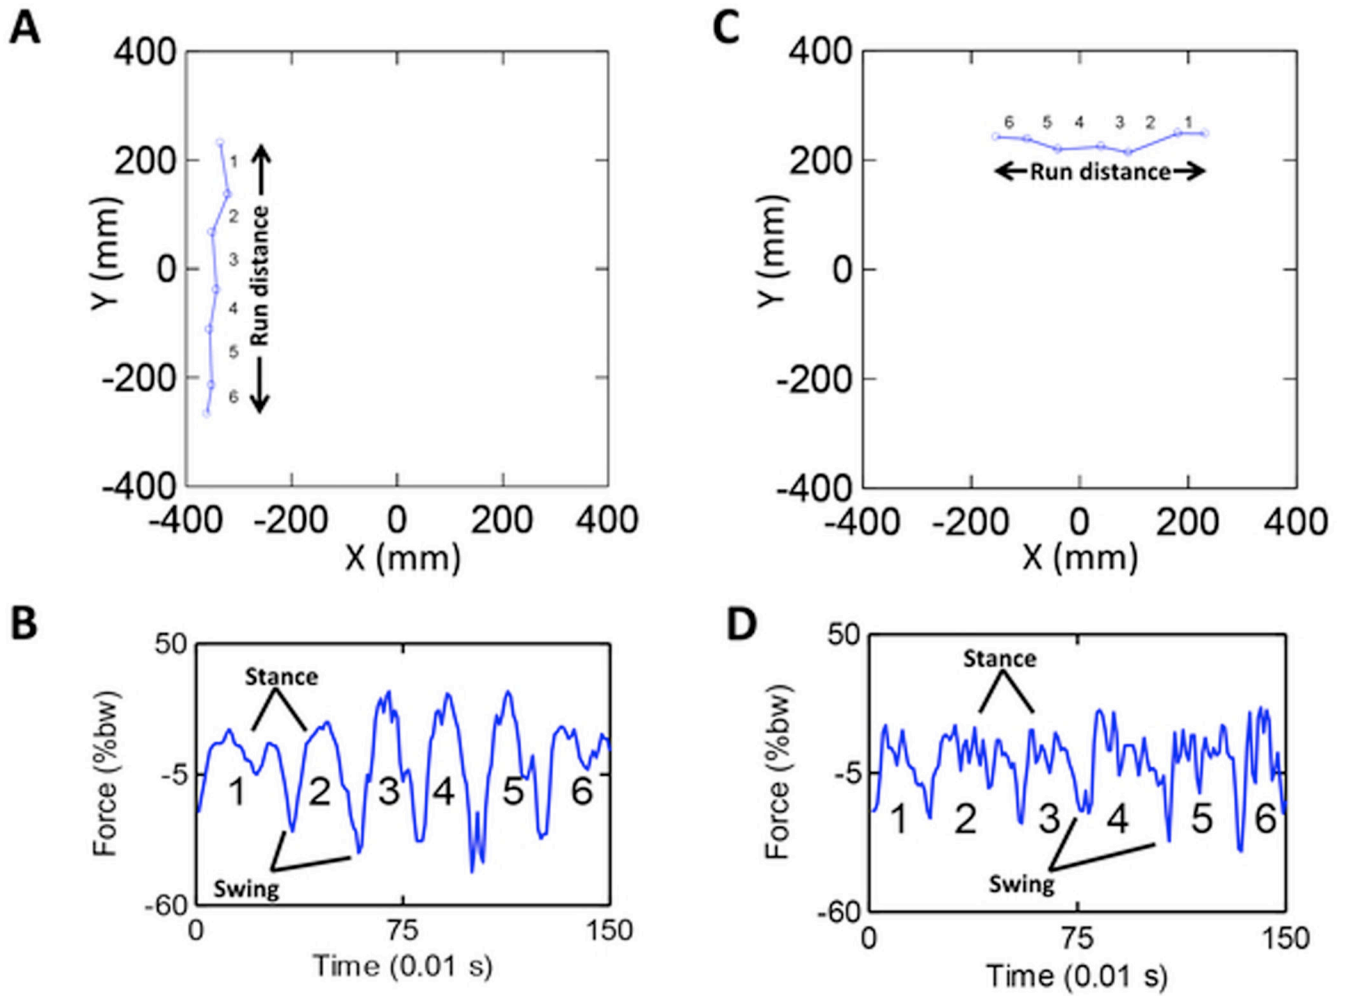 A
400
200
0
-200
-400
Y (mm)
1
2
3
4
5
6
Run distance
-400 -200 0 200 400
X (mm)
C
400
200
0
-200
-400
Y (mm)
6 5 4 3 2 1
Run distance
-400 -200 0 200 400
X (mm)
B
50
-5
-60
Force (%bw)
Stance
1 2 3 4 5 6
Swing
0 75 150
Time (0.01 s)
D
50
-5
-60
Force (%bw)
Stance
1 2 3 4 5 6
Swing
0 75 150
Time (0.01 s)